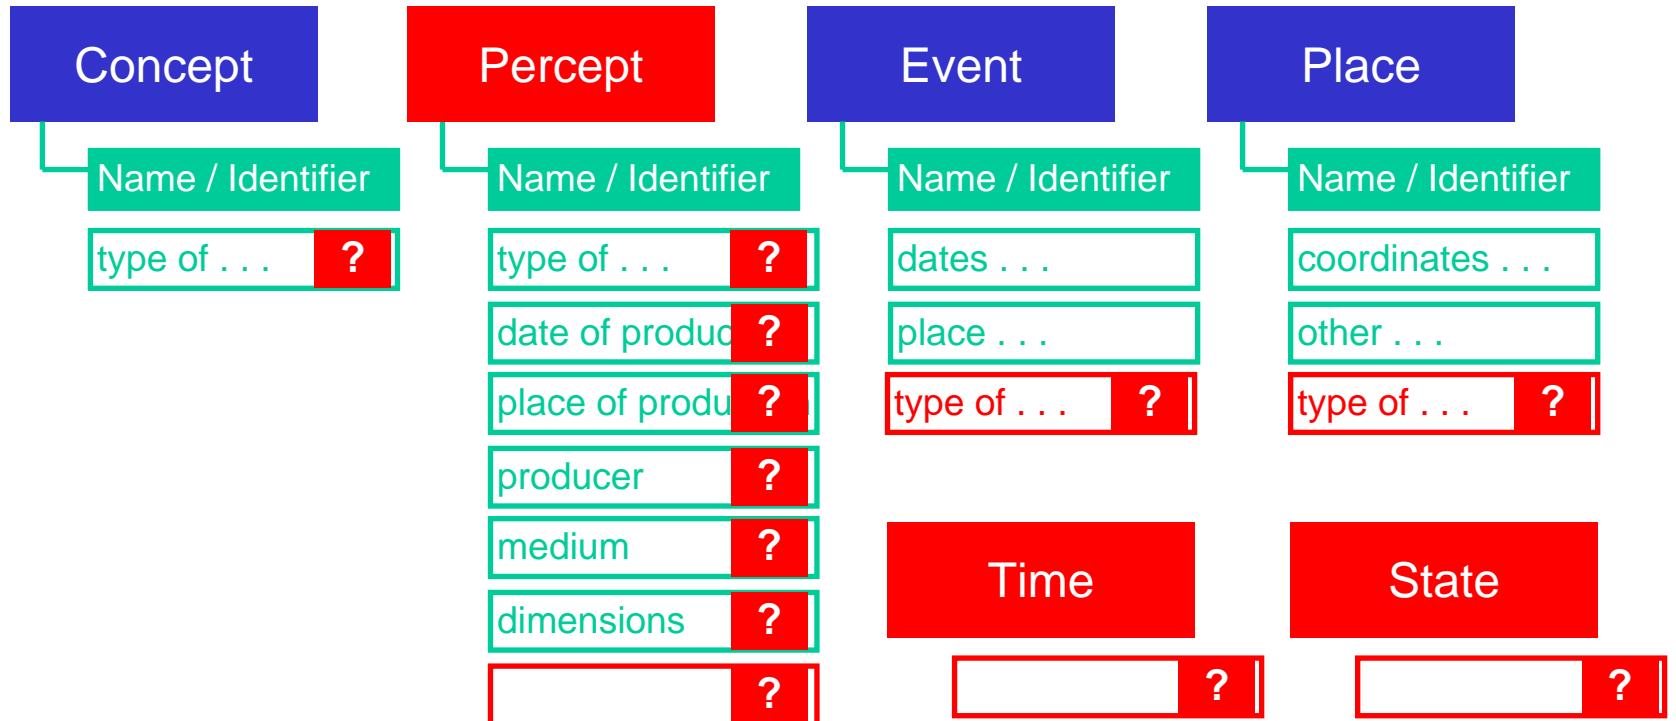 Concept
Name / Identifier
type of . . . ?
Percept
Name / Identifier
type of . . . ?
date of produc ?
place of produ ?
producer ?
medium ?
dimensions ?
?
Event
Name / Identifier
dates . . .
place . . .
type of . . . ?
Place
Name / Identifier
coordinates . . .
other . . .
type of . . . ?
Time
?
State
?